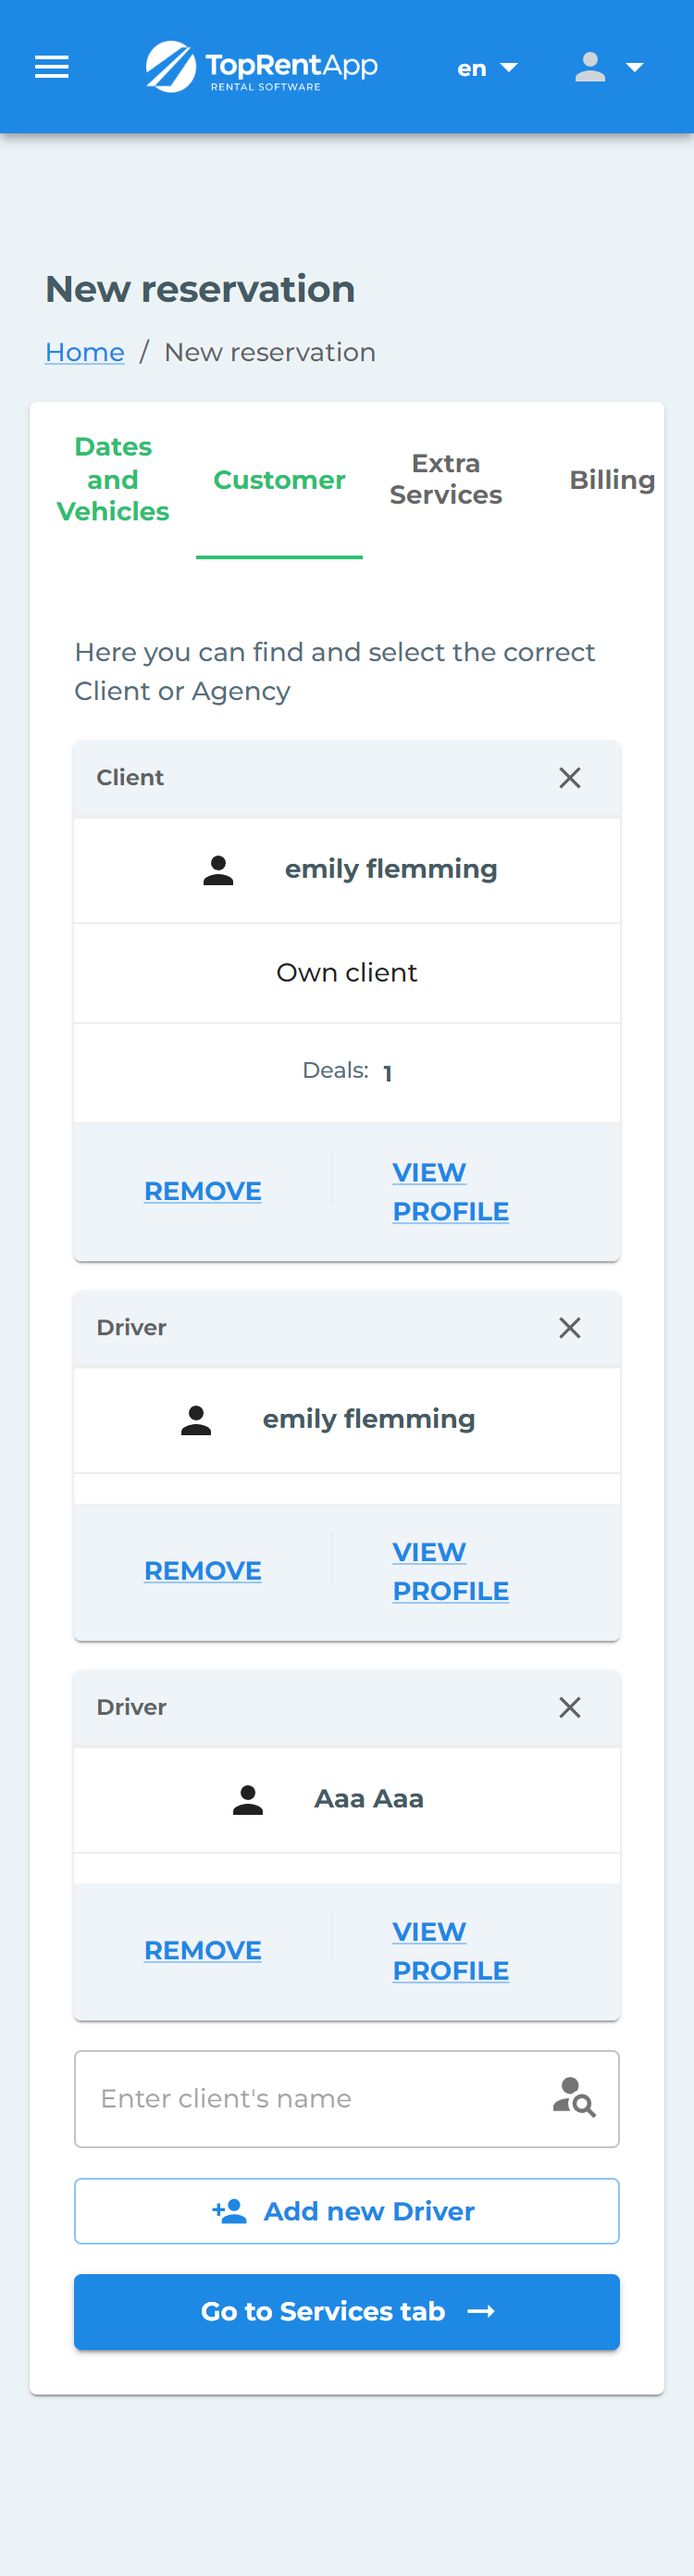 TopRentApp
RENTAL SOFTWARE
en
New reservation
Home / New reservation
Dates
and
Vehicles
Customer
Extra
Services
Billing
Here you can find and select the correct
Client or Agency
Client
emily flemming
Own client
Deals: 1
REMOVE
VIEW
PROFILE
Driver
emily flemming
REMOVE
VIEW
PROFILE
Driver
Aaa Aaa
REMOVE
VIEW
PROFILE
Enter client's name
Add new Driver
Go to Services tab